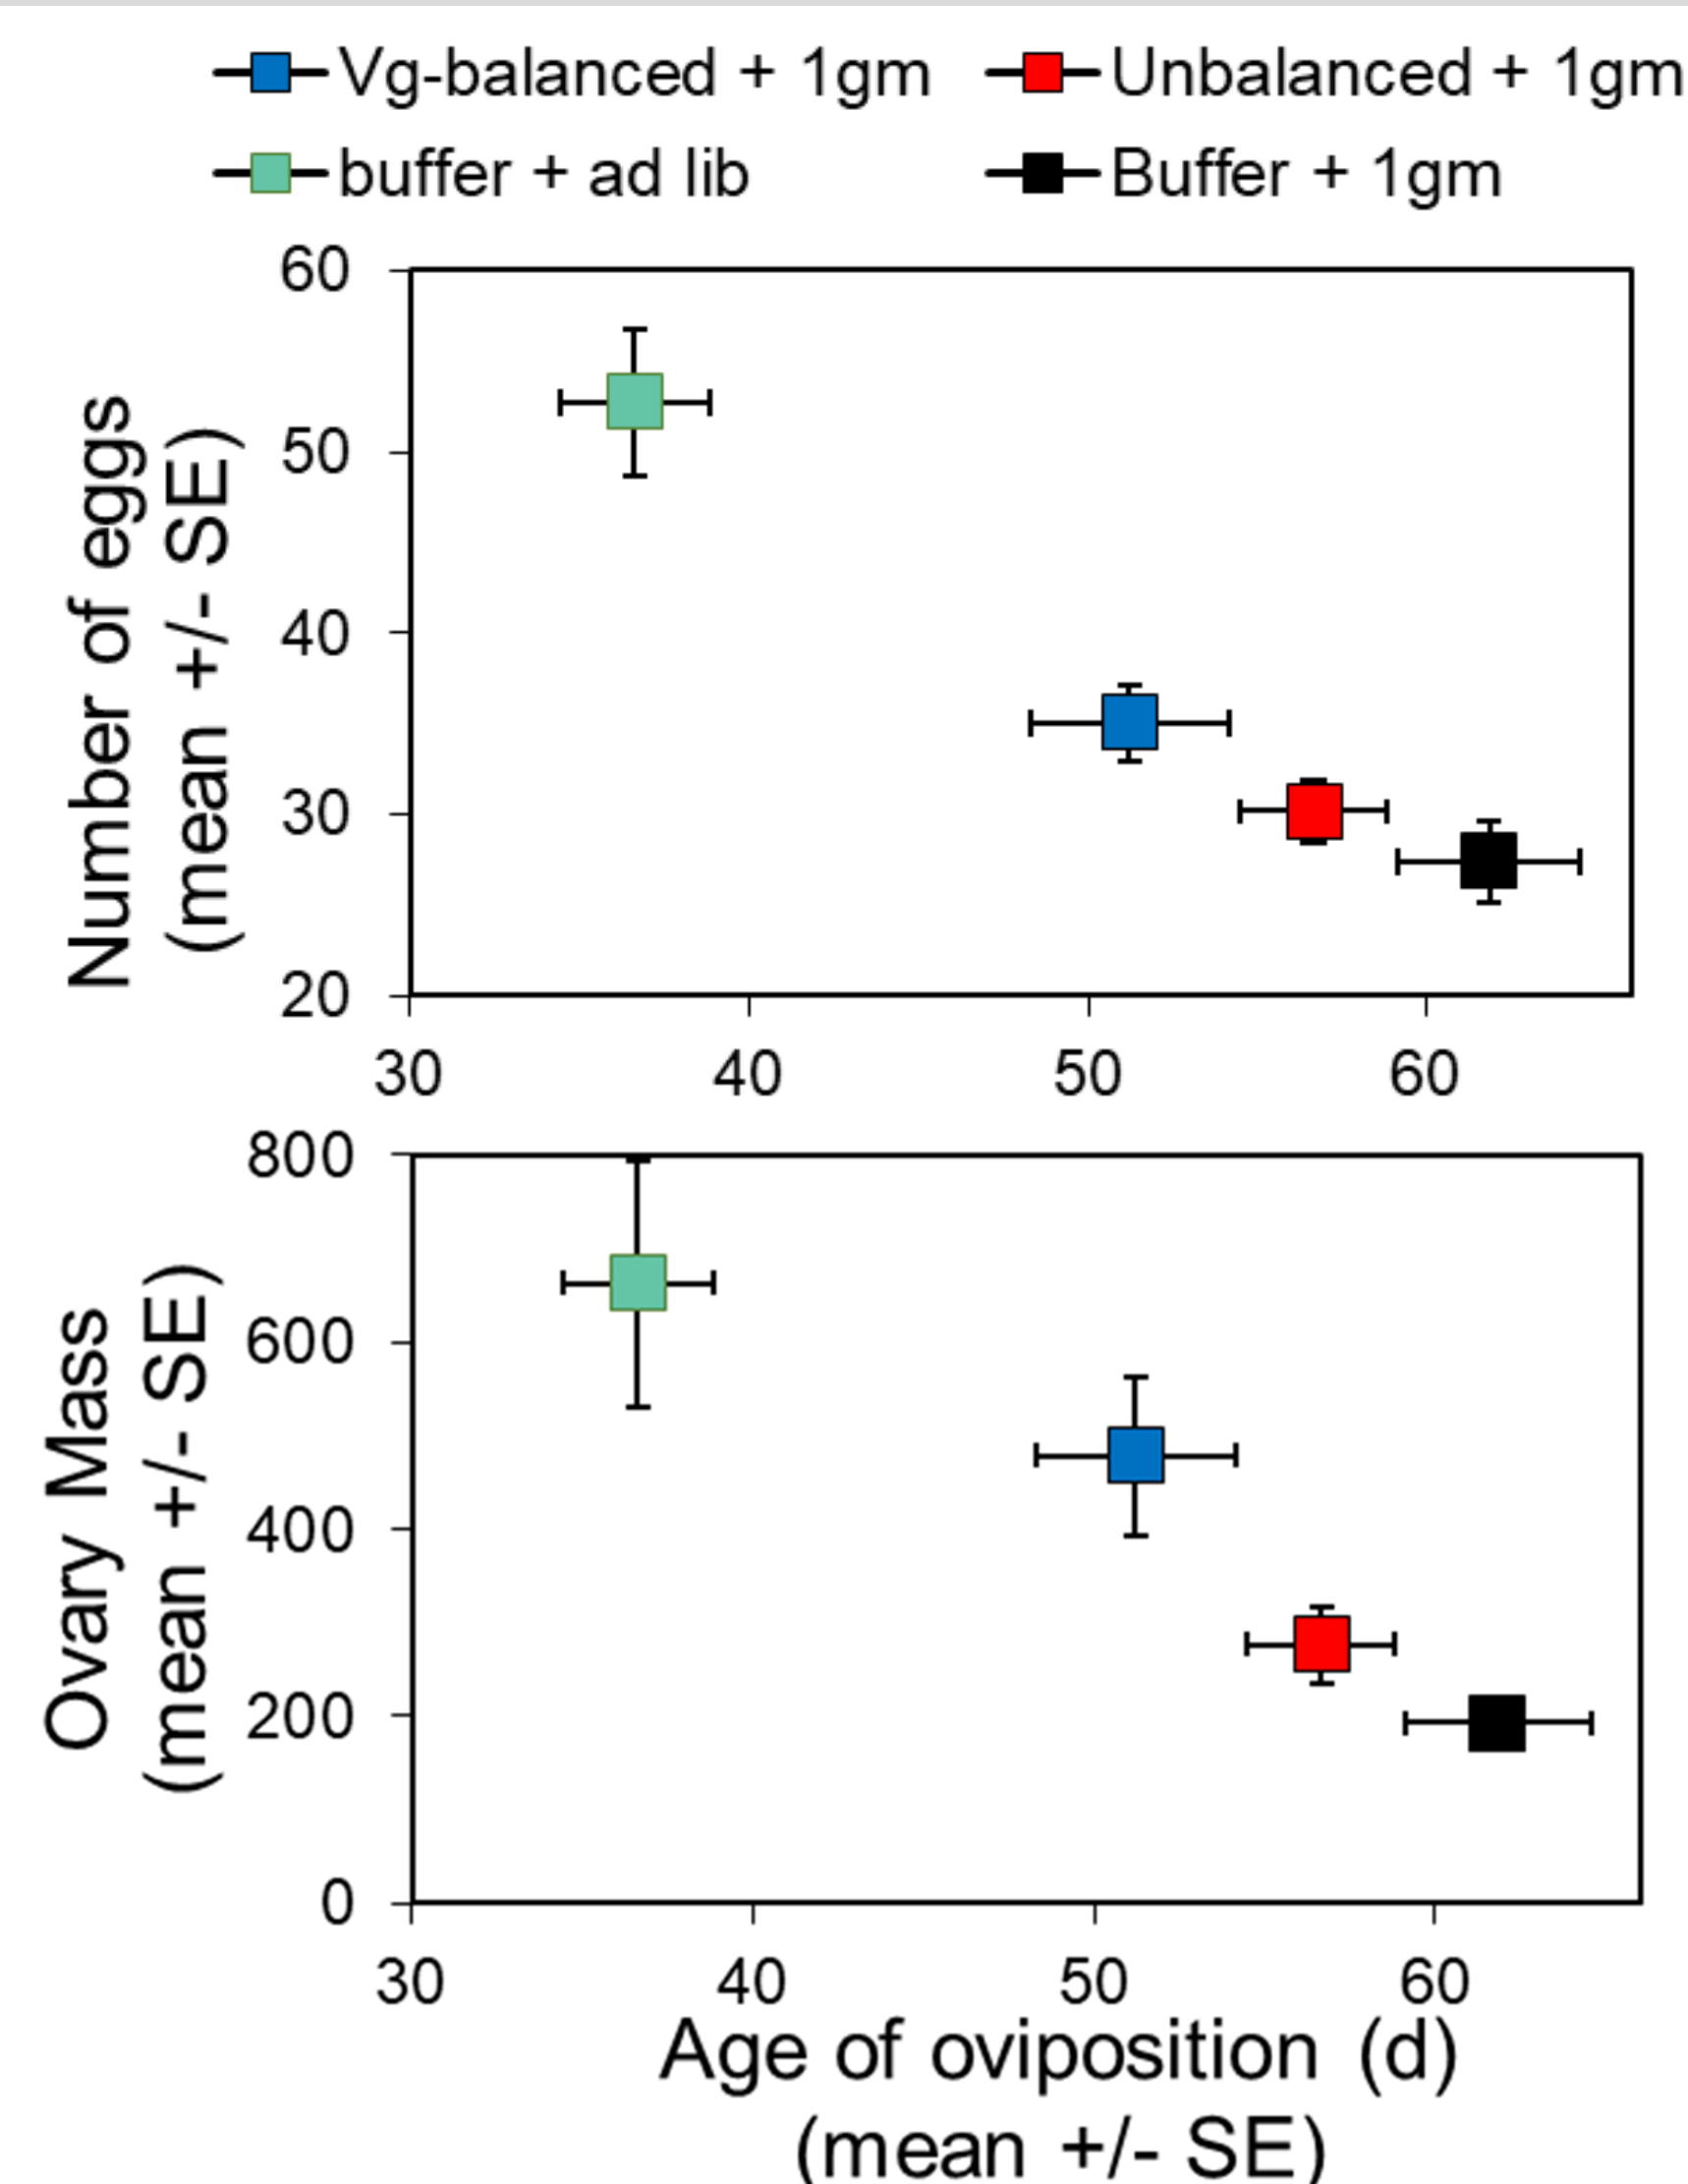 Vg-balanced + 1gm
Unbalanced + 1gm
buffer + ad lib
Buffer + 1gm
Number of eggs
(mean +/- SE)
60
50
40
30
20
30
40
50
60
Ovary Mass
(mean +/- SE)
800
600
400
200
0
30
40
50
60
Age of oviposition (d)
(mean +/- SE)